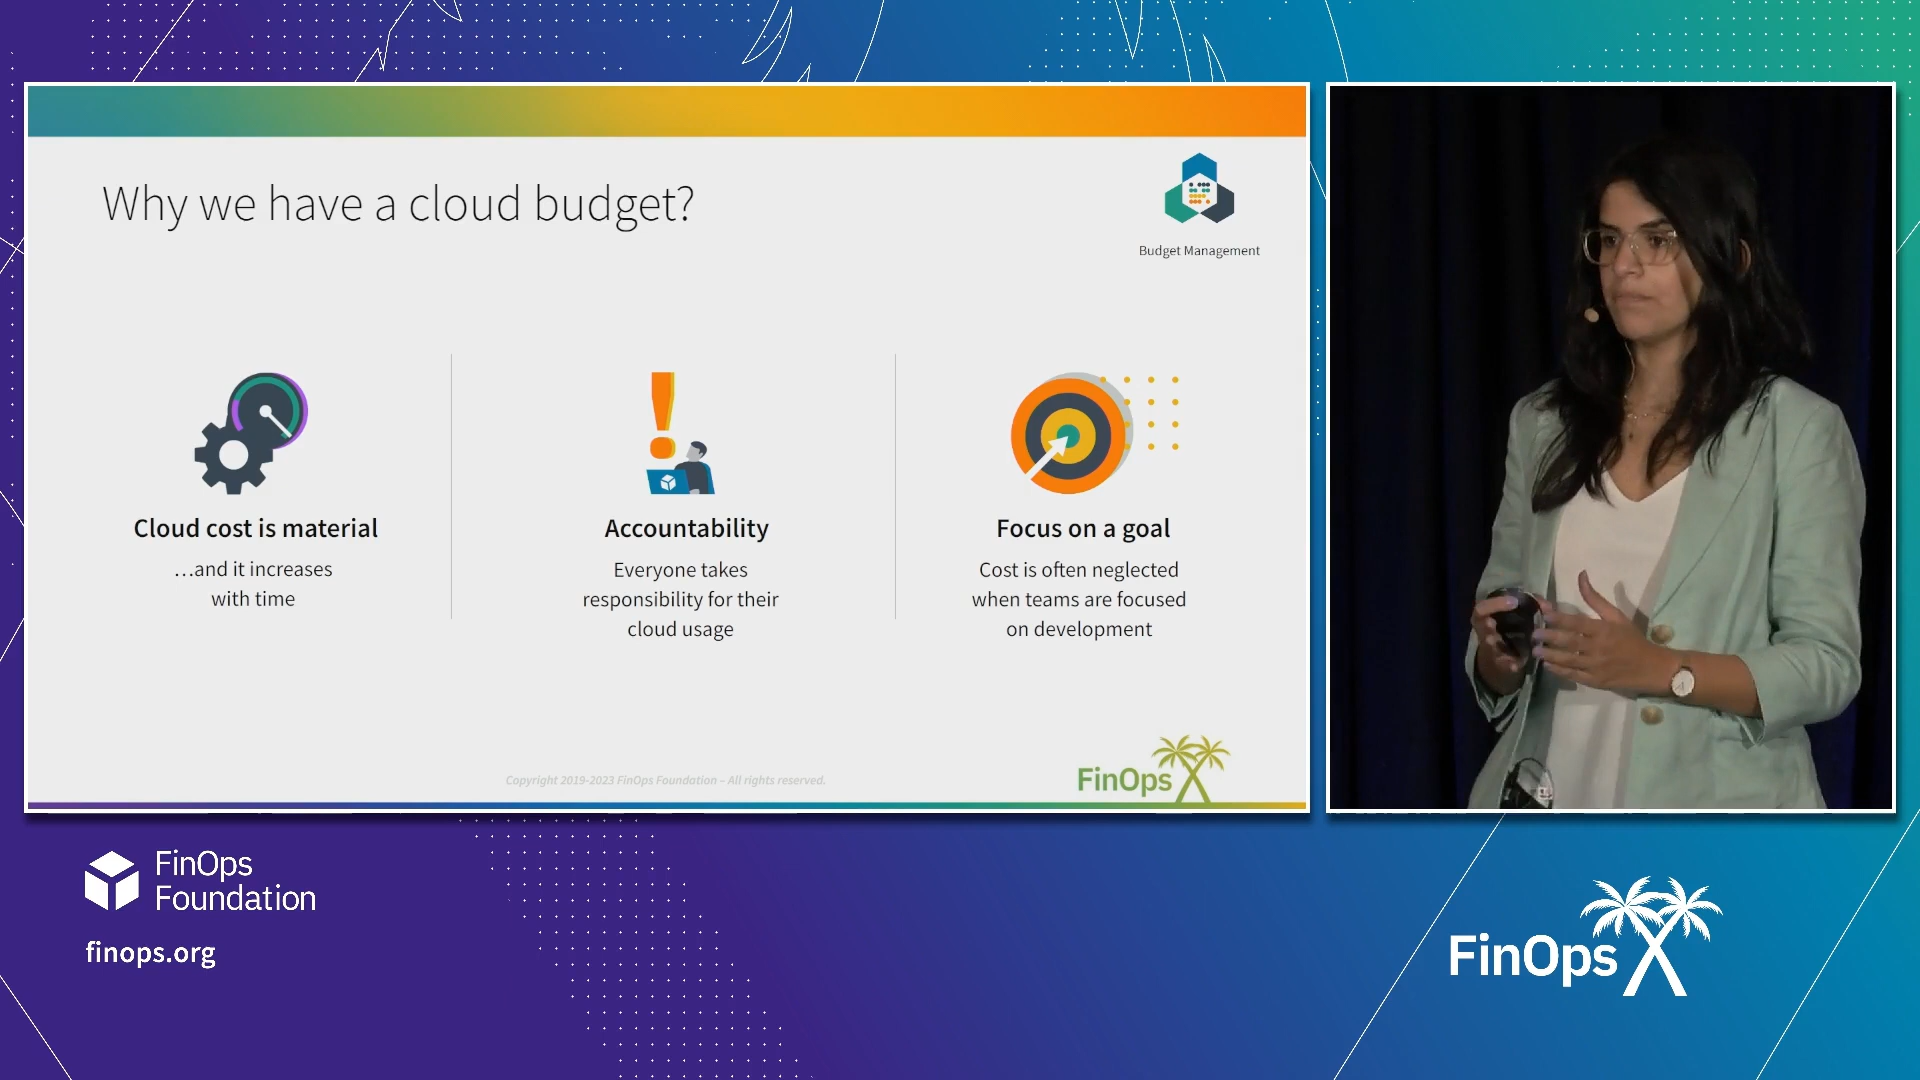 Why we have a cloud budget?
Budget Management
Cloud cost is material
…and it increases
with time
Accountability
Everyone takes
responsibility for their
cloud usage
Focus on a goal
Cost is often neglected
when teams are focused
on development
Copyright 2019-2023 FinOps Foundation – All rights reserved.
FinOps X
FinOps
Foundation
finops.org
FinOps X